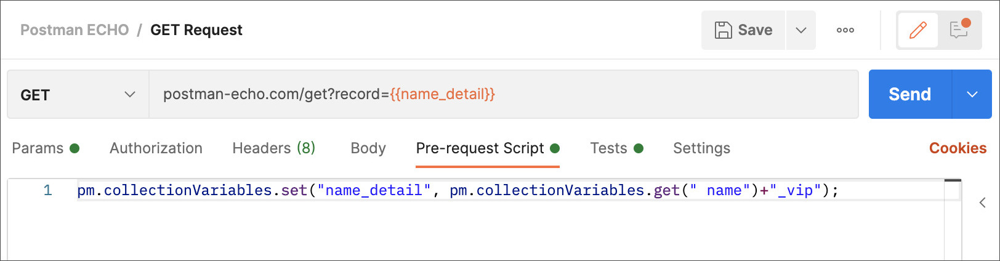 Postman ECHO / GET Request
Save
GET
postman-echo.com/get?record={{name_detail}}
Send
Params Authorization Headers (8) Body Pre-request Script Tests Settings Cookies
1 pm.collectionVariables.set("name_detail", pm.collectionVariables.get(" name")+"_vip");